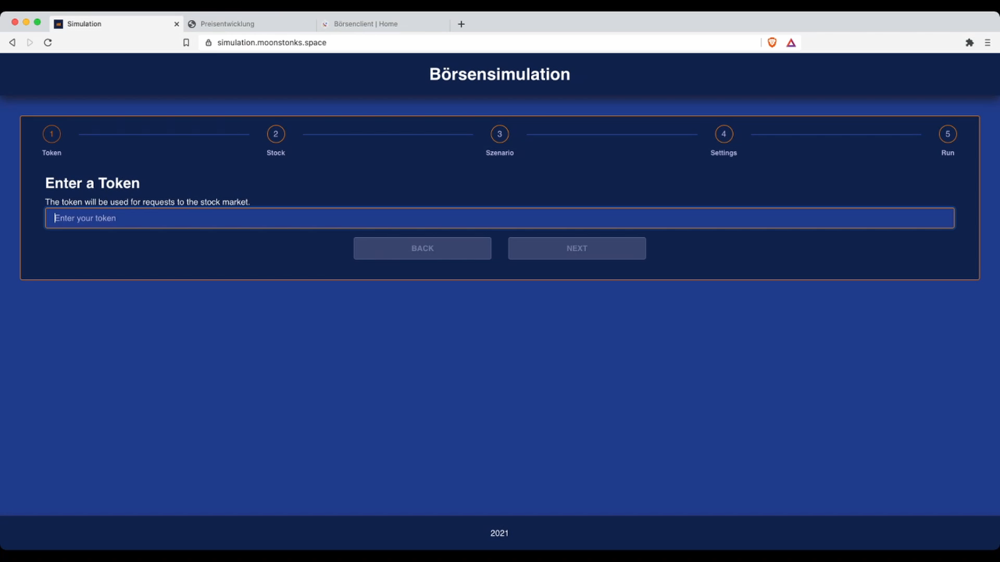 Simulation
Preisentwicklung
Börsenclient | Home
simulation.moonstonks.space
Börsensimulation
1
2
3
4
5
Token
Stock
Szenario
Settings
Run
Enter a Token
The token will be used for requests to the stock market.
Enter your token
BACK
NEXT
2021